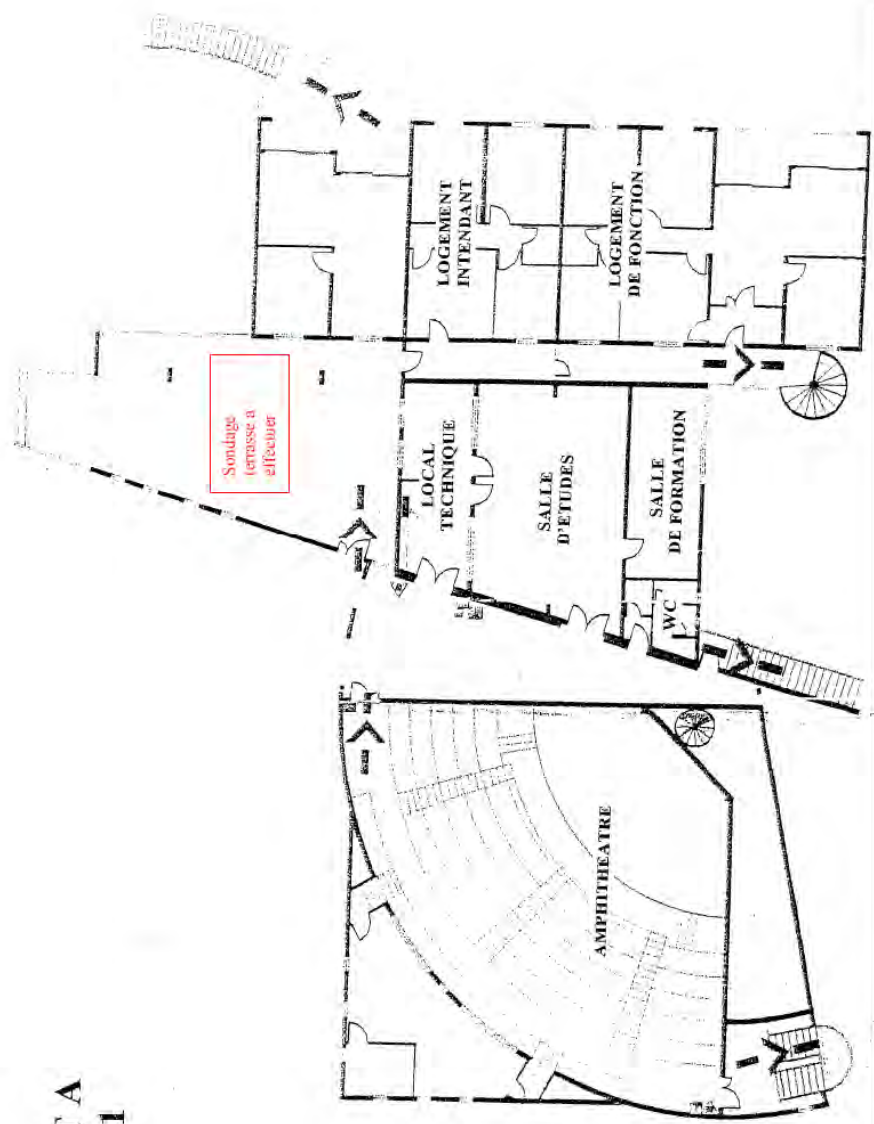 LOGEMENT
INTENDANT
LOGEMENT
DE FONCTION
Sondage
terrasse a
effectuer
LOCAL
TECHNIQUE
SALLE
D'ETUDES
SALLE
DE FORMATION
WC
AMPHITHEATRE
A